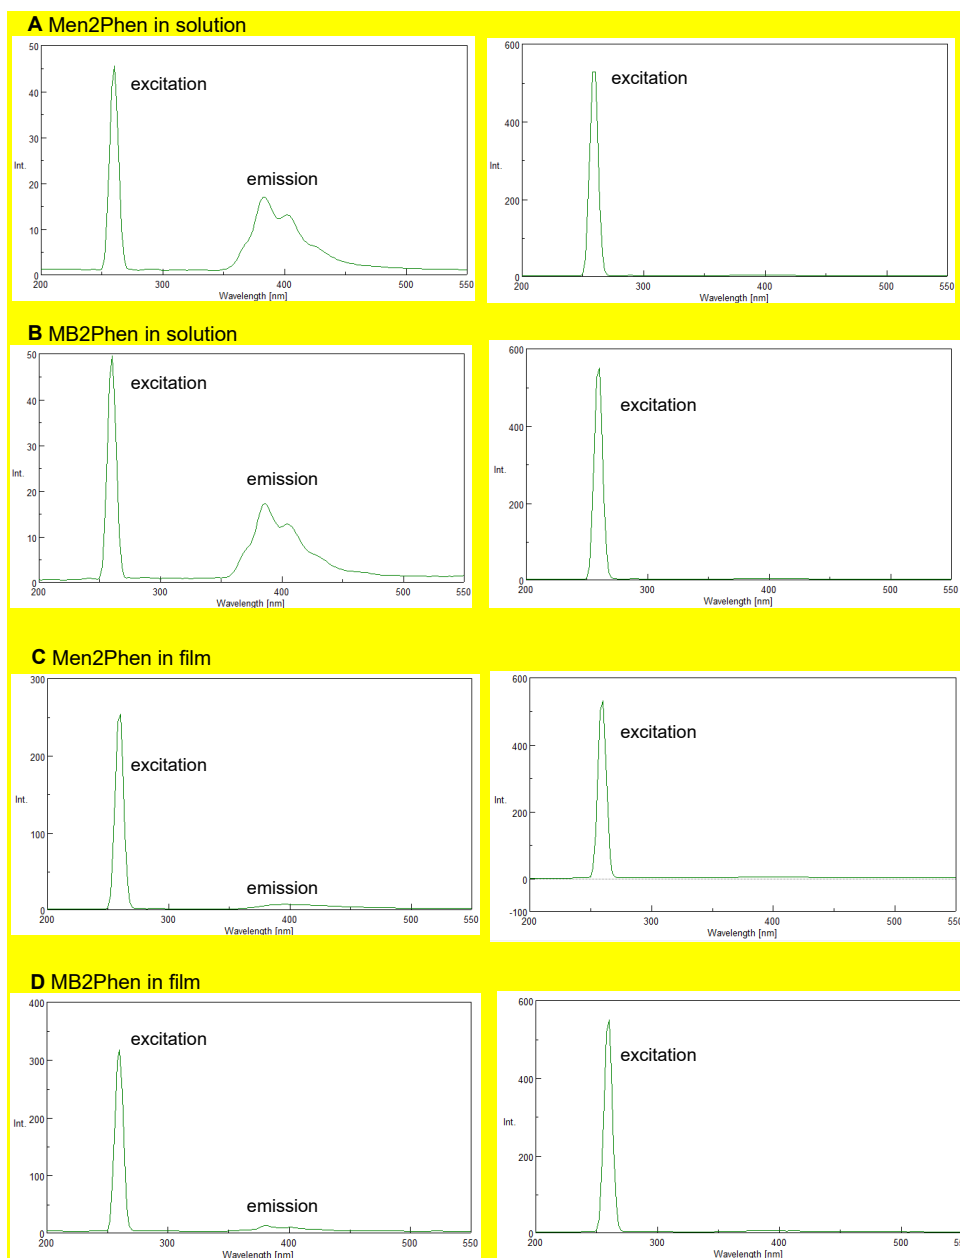 A Men2Phen in solution
50
40
30
Int.
20
10
0
200
300
400
500
550
Wavelength [nm]
excitation
emission
600
400
Int.
200
0
200
300
400
500
550
Wavelength [nm]
excitation
B MB2Phen in solution
50
40
30
Int.
20
10
0
200
300
400
500
550
Wavelength [nm]
excitation
emission
600
400
Int.
200
0
200
300
400
500
550
Wavelength [nm]
excitation
C Men2Phen in film
300
200
Int.
100
0
200
300
400
500
550
Wavelength [nm]
excitation
emission
600
400
Int.
200
0
-100
200
300
400
500
550
Wavelength [nm]
excitation
D MB2Phen in film
400
300
Int.
200
100
0
200
300
400
500
550
Wavelength [nm]
excitation
emission
600
400
Int.
200
0
200
300
400
500
550
Wavelength [nm]
excitation